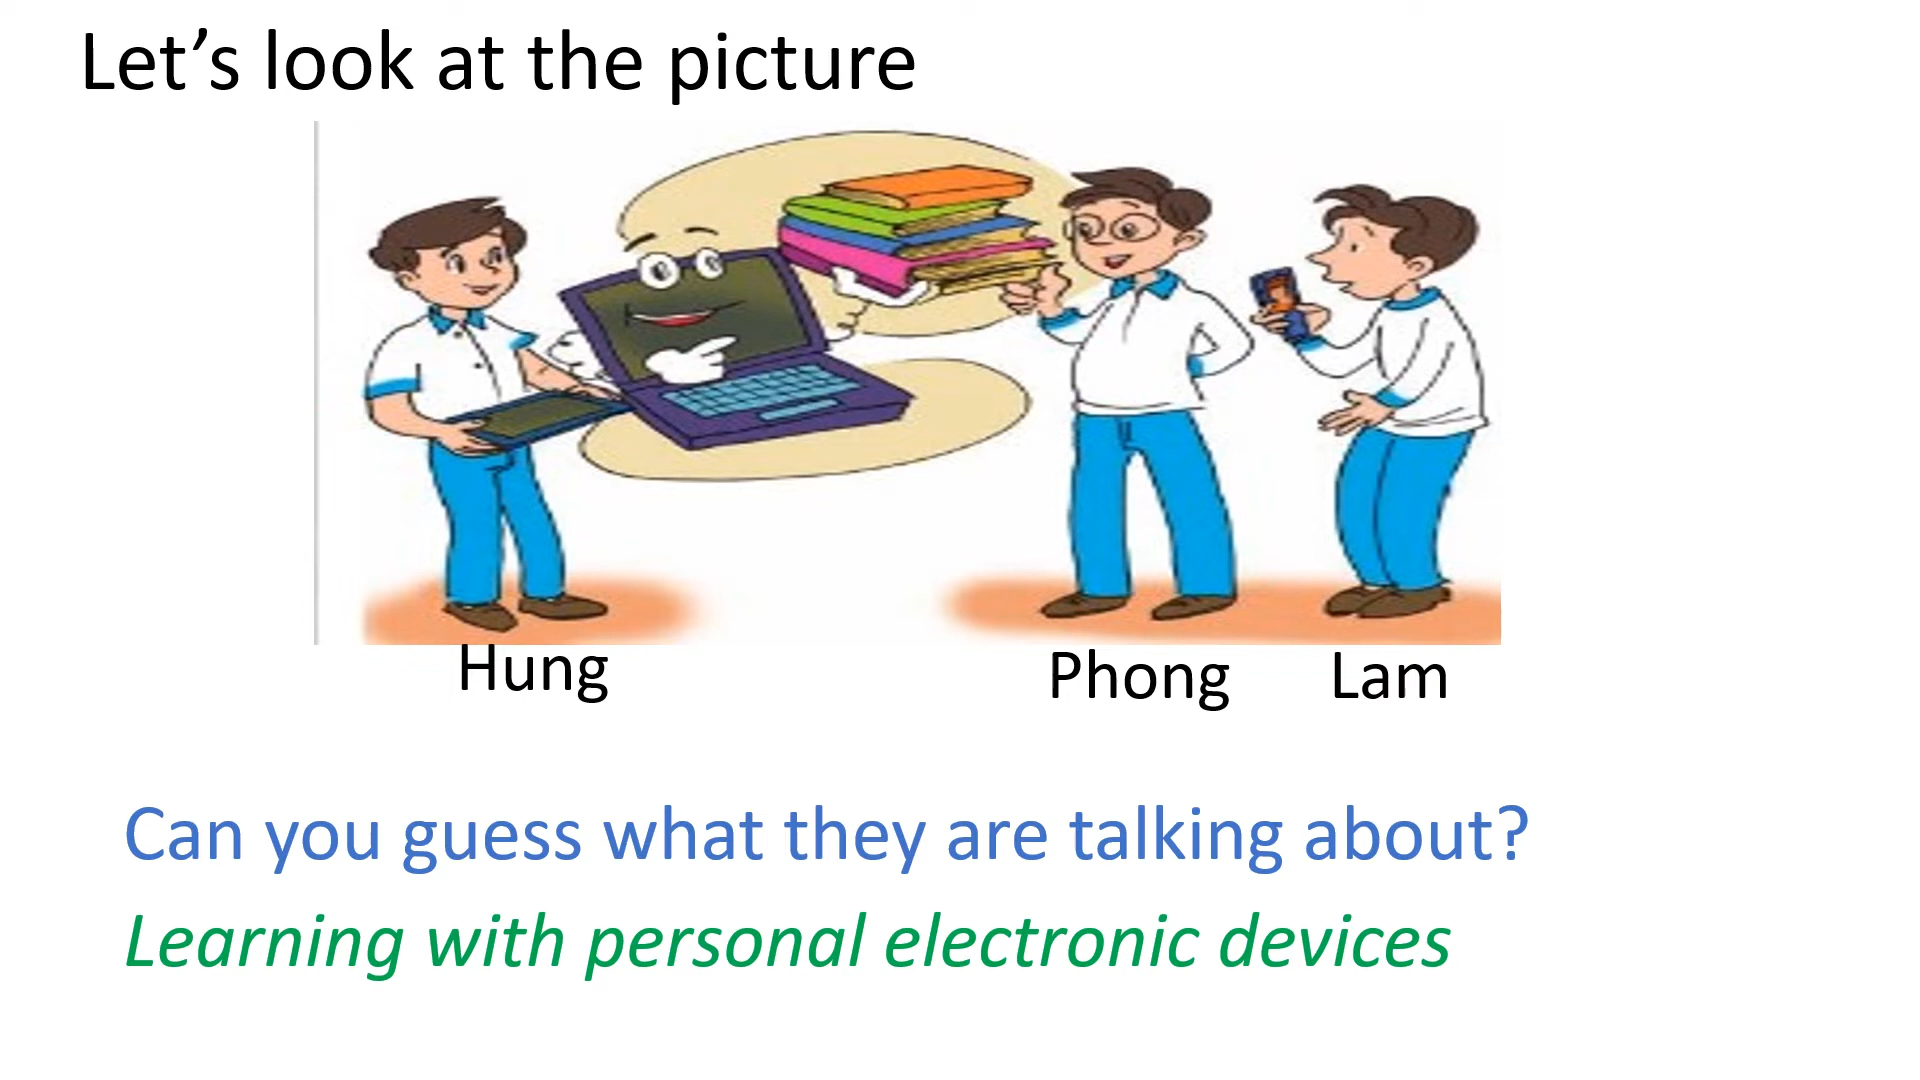 Let’s look at the picture
Hung
Phong
Lam
Can you guess what they are talking about?
Learning with personal electronic devices